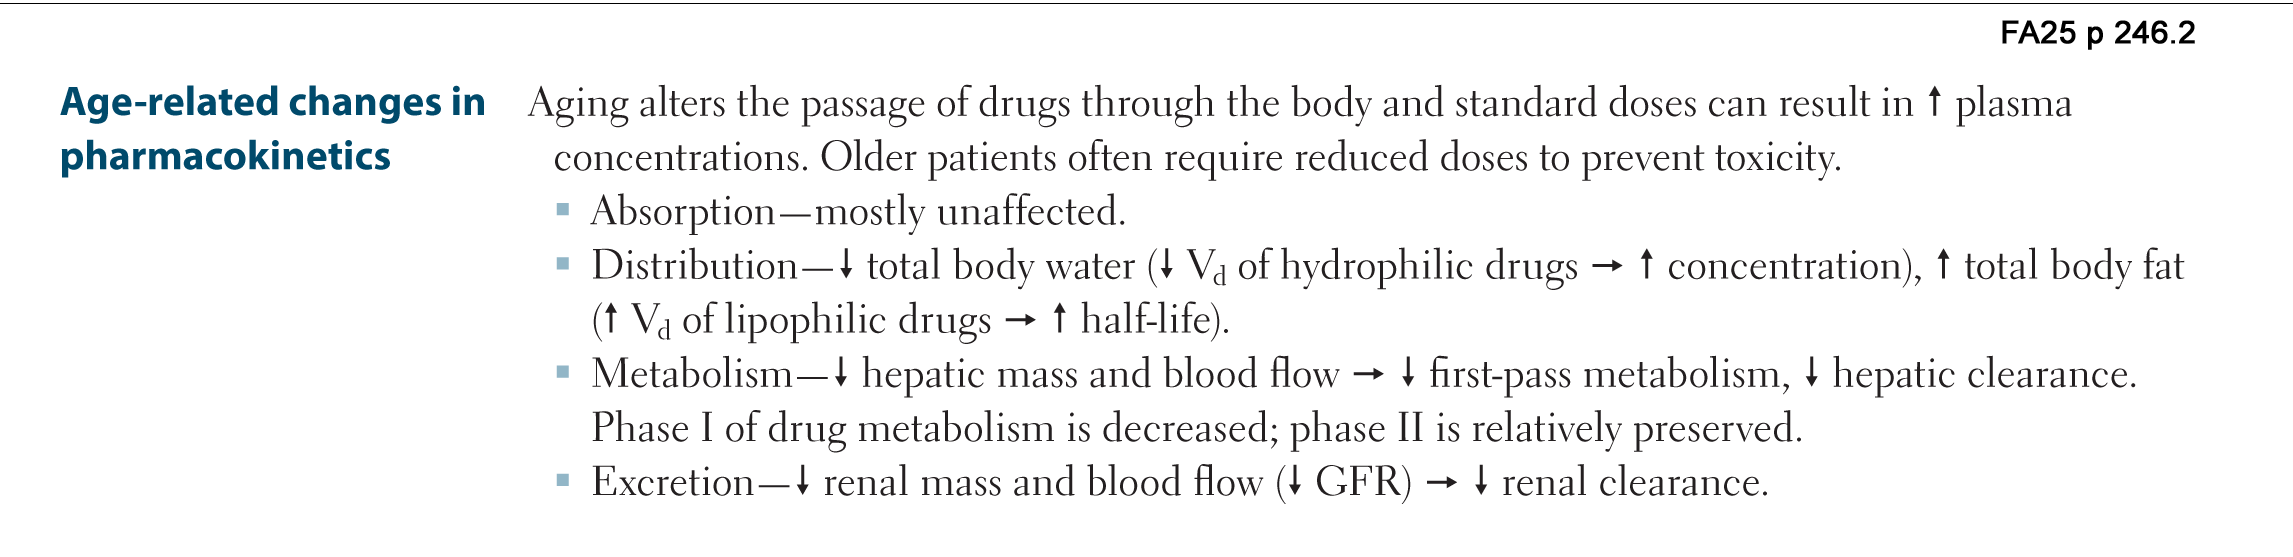 FA25 p 246.2
Age-related changes in
pharmacokinetics
Aging alters the passage of drugs through the body and standard doses can result in ↑ plasma
concentrations. Older patients often require reduced doses to prevent toxicity.
▪ Absorption—mostly unaffected.
▪ Distribution—↓ total body water (↓ Vd of hydrophilic drugs → ↑ concentration), ↑ total body fat
(↑ Vd of lipophilic drugs → ↑ half-life).
▪ Metabolism—↓ hepatic mass and blood flow → ↓ first-pass metabolism, ↓ hepatic clearance.
Phase I of drug metabolism is decreased; phase II is relatively preserved.
▪ Excretion—↓ renal mass and blood flow (↓ GFR) → ↓ renal clearance.